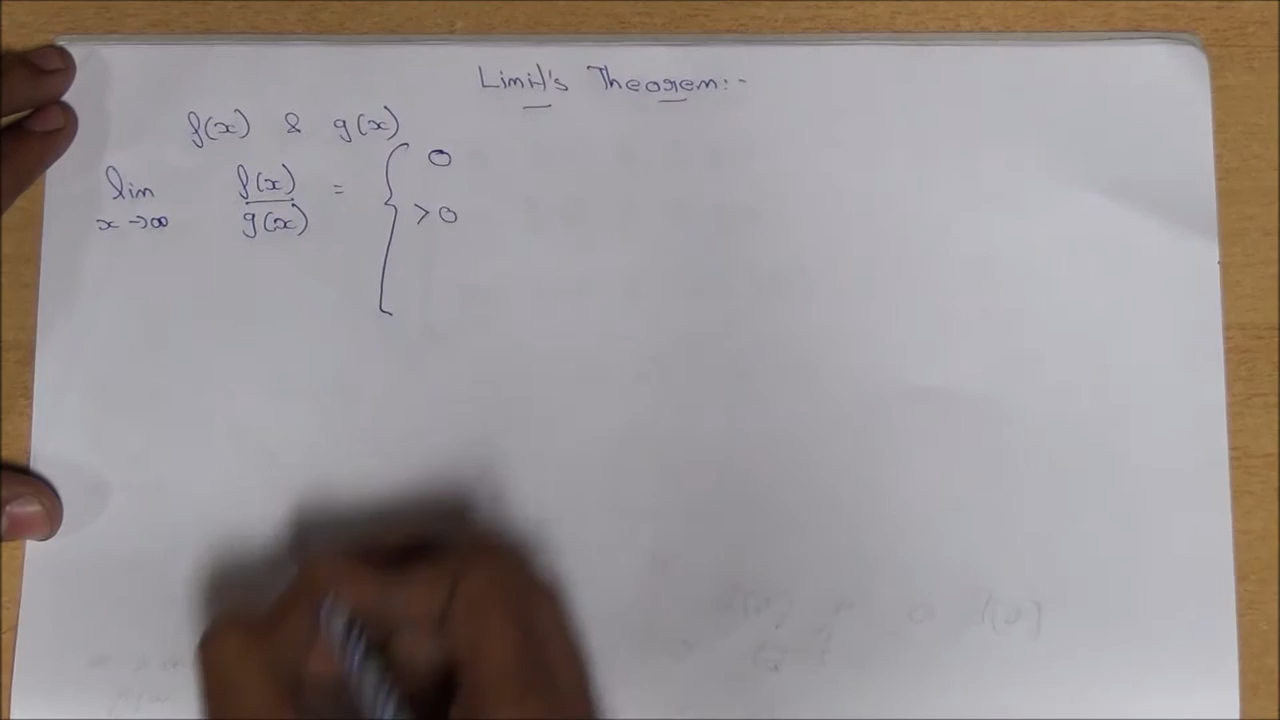 Limit's Theorem:-
f(x) & g(x)
lim x→∞ f(x)/g(x) = { 0
> 0